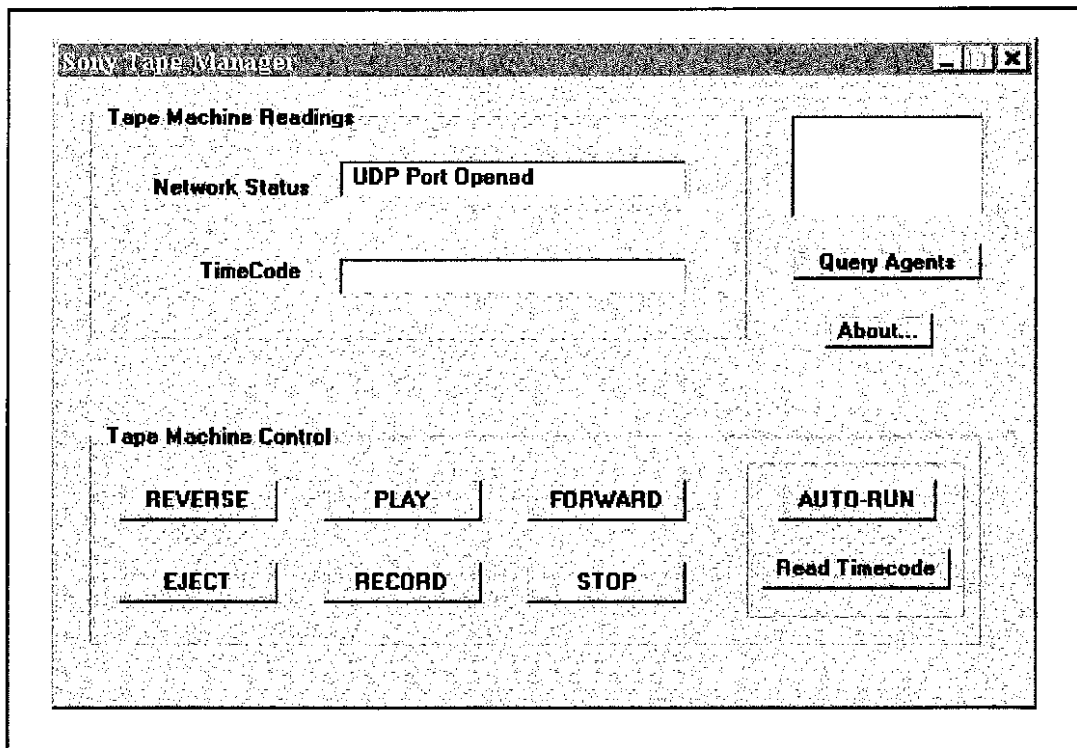 Sony Tape Manager
Tape Machine Readings
Network Status
UDP Port Opened
TimeCode
Query Agents
About...
Tape Machine Control
REVERSE
PLAY
FORWARD
AUTO-RUN
EJECT
RECORD
STOP
Read Timecode